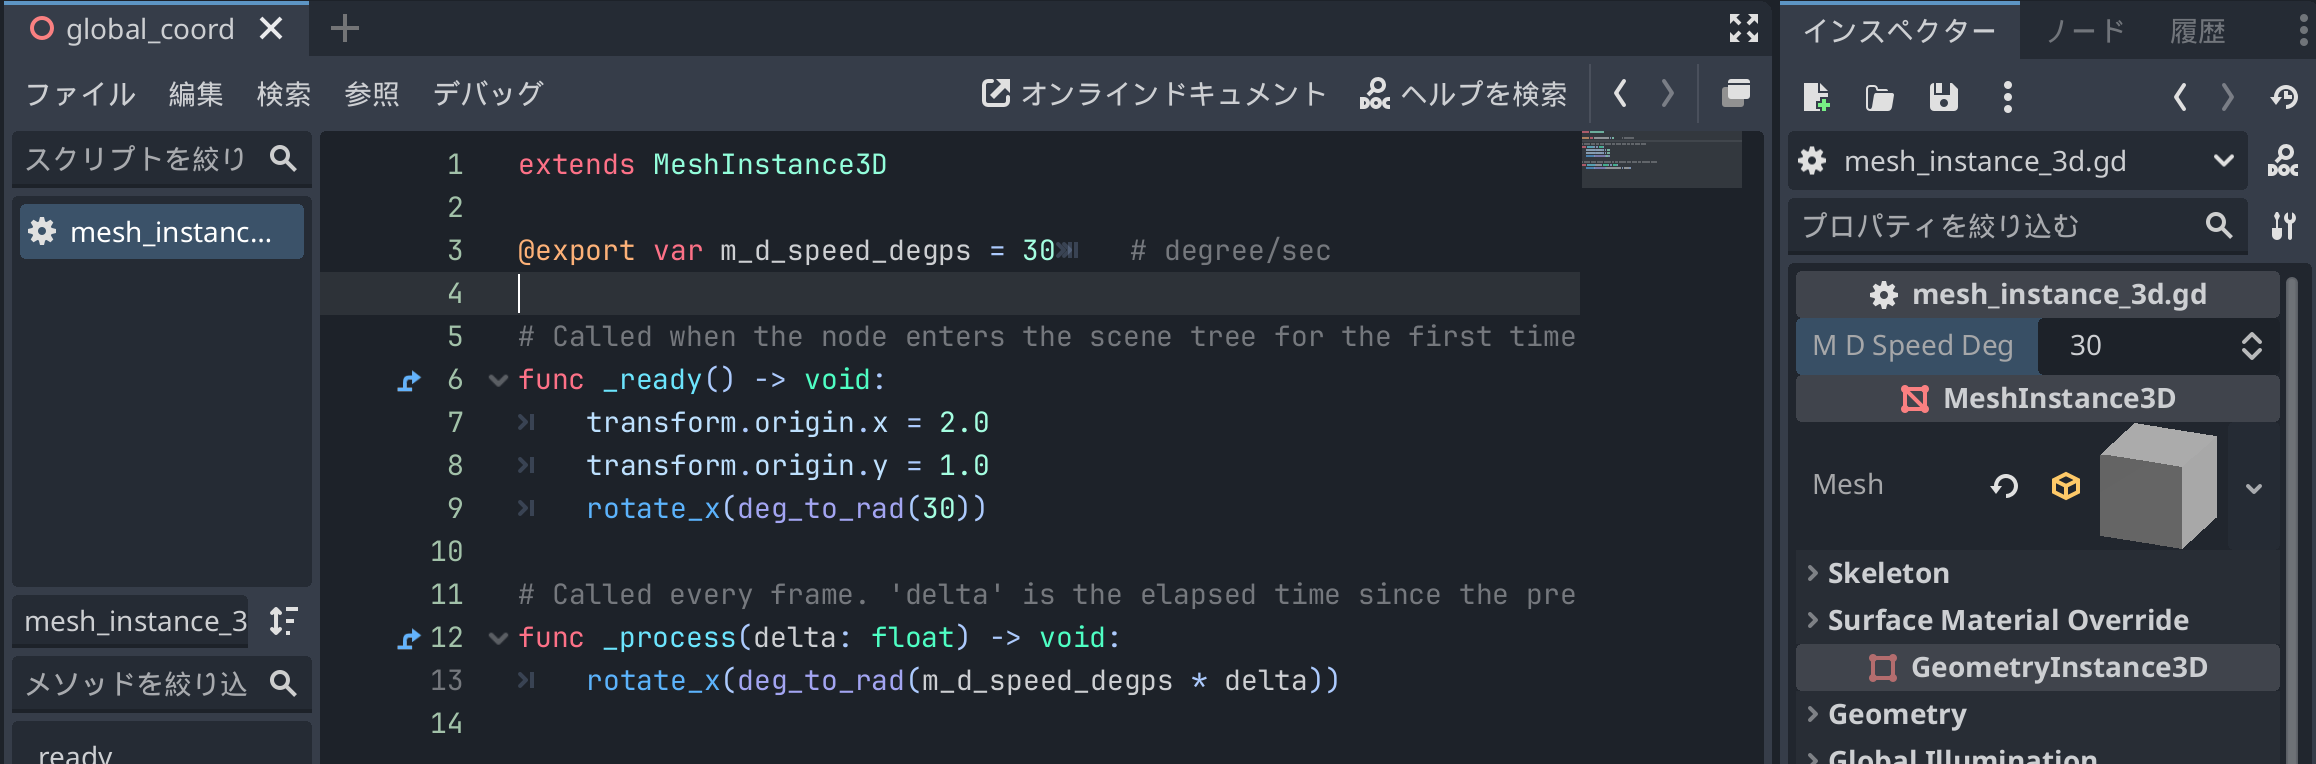 global_coord
ファイル 編集 検索 参照 デバッグ オンラインドキュメント ヘルプを検索
スクリプトを絞り
mesh_instanc...
mesh_instance_3
メソッドを絞り込
ready
1 extends MeshInstance3D
2
3 @export var m_d_speed_degps = 30 # degree/sec
4
5 # Called when the node enters the scene tree for the first time
6 func _ready() -> void:
7 transform.origin.x = 2.0
8 transform.origin.y = 1.0
9 rotate_x(deg_to_rad(30))
10
11 # Called every frame. 'delta' is the elapsed time since the pre
12 func _process(delta: float) -> void:
13 rotate_x(deg_to_rad(m_d_speed_degps * delta))
14
インスペクター ノード 履歴
mesh_instance_3d.gd
DOC
プロパティを絞り込む
mesh_instance_3d.gd
M D Speed Deg 30
MeshInstance3D
Mesh
Skeleton
Surface Material Override
GeometryInstance3D
Geometry
Global Illumination